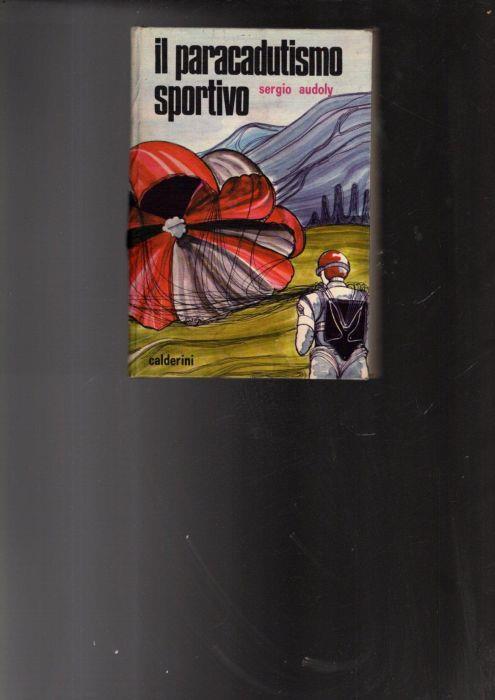 il paracadutismo
sportivo
sergio audoly
calderini